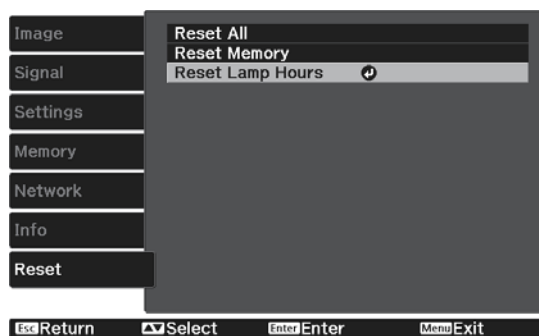 Image
Signal
Settings
Memory
Network
Info
Reset
Reset All
Reset Memory
Reset Lamp Hours
Esc Return
Select
Enter Enter
Menu Exit